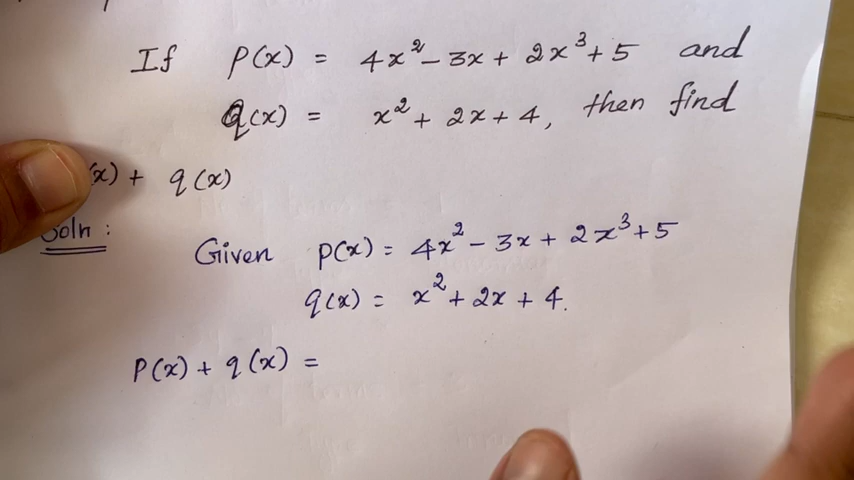 If P(x) = 4x² - 3x + 2x³ + 5 and
q(x) = x² + 2x + 4, then find
(x) + q(x)
Soln :
Given P(x) = 4x² - 3x + 2x³ + 5
q(x) = x² + 2x + 4.
P(x) + q(x) =